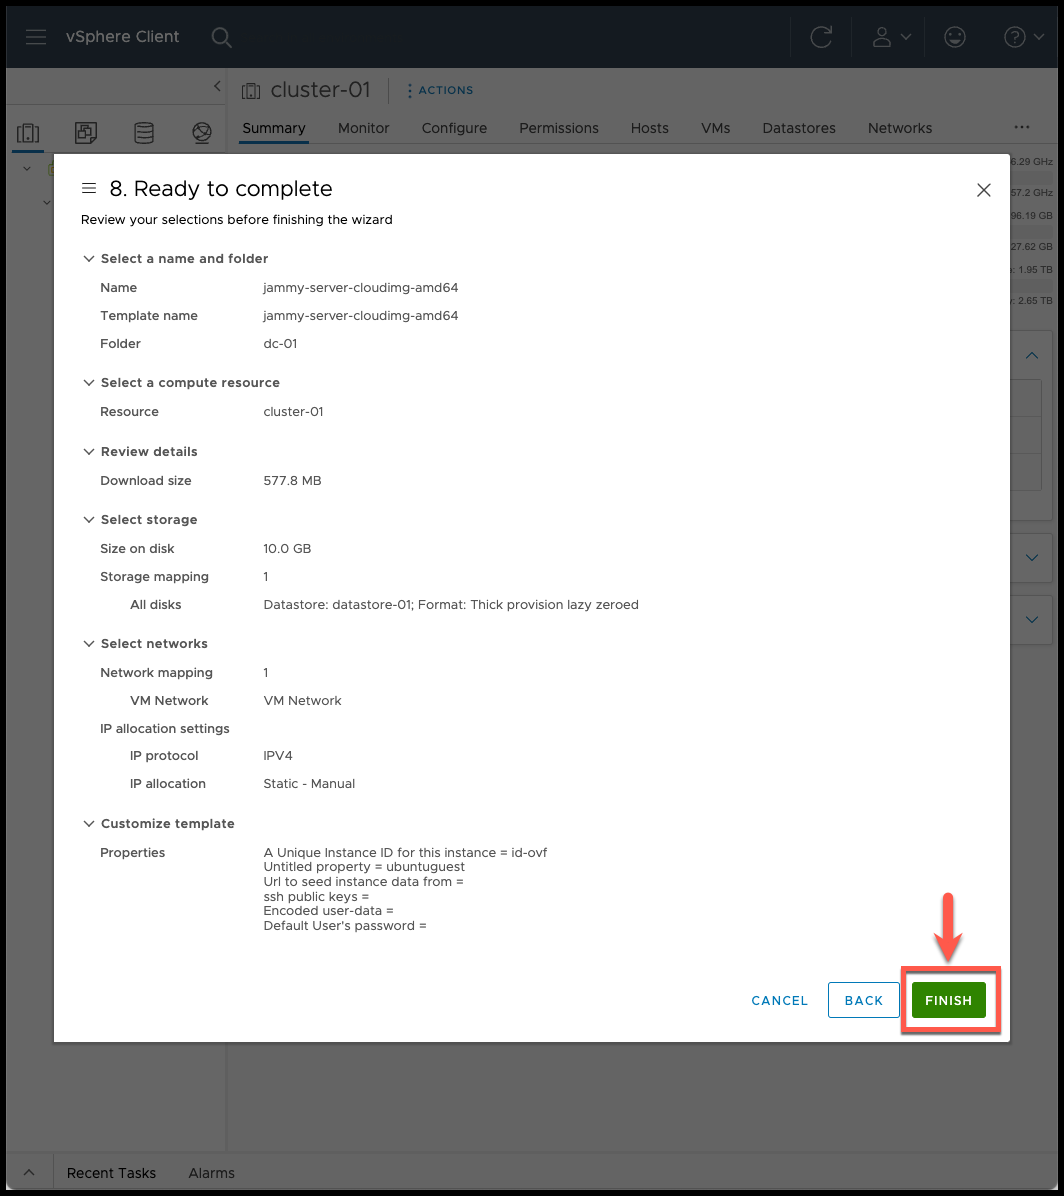 vSphere Client
cluster-01
ACTIONS
Summary Monitor Configure Permissions Hosts VMs Datastores Networks ...
6.29 GHz
57.2 GHz
96.19 GB
27.62 GB
: 1.95 TB
: 2.65 TB
8. Ready to complete
Review your selections before finishing the wizard
Select a name and folder
Name jammy-server-cloudimg-amd64
Template name jammy-server-cloudimg-amd64
Folder dc-01
Select a compute resource
Resource cluster-01
Review details
Download size 577.8 MB
Select storage
Size on disk 10.0 GB
Storage mapping 1
All disks Datastore: datastore-01; Format: Thick provision lazy zeroed
Select networks
Network mapping 1
VM Network VM Network
IP allocation settings
IP protocol IPV4
IP allocation Static - Manual
Customize template
Properties A Unique Instance ID for this instance = id-ovf
Untitled property = ubuntuguest
Url to seed instance data from =
ssh public keys =
Encoded user-data =
Default User's password =
CANCEL BACK FINISH
Recent Tasks Alarms